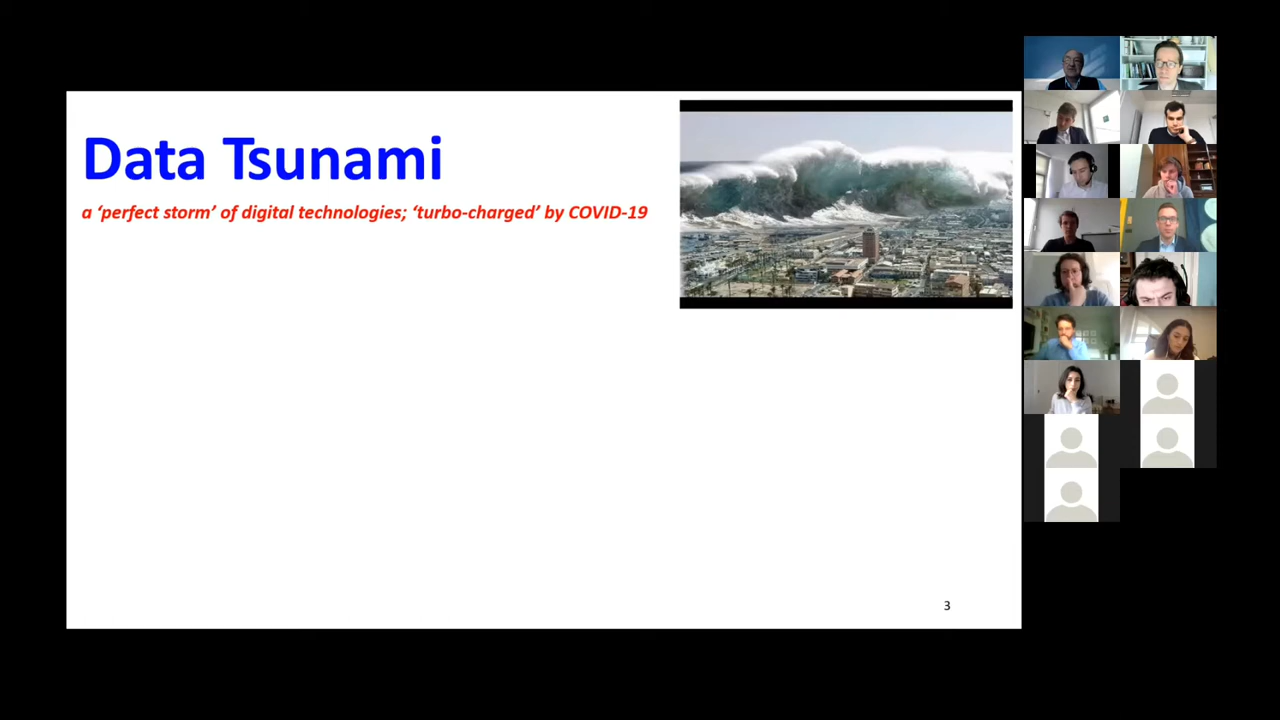 Data Tsunami
a ‘perfect storm’ of digital technologies; ‘turbo-charged’ by COVID-19
3